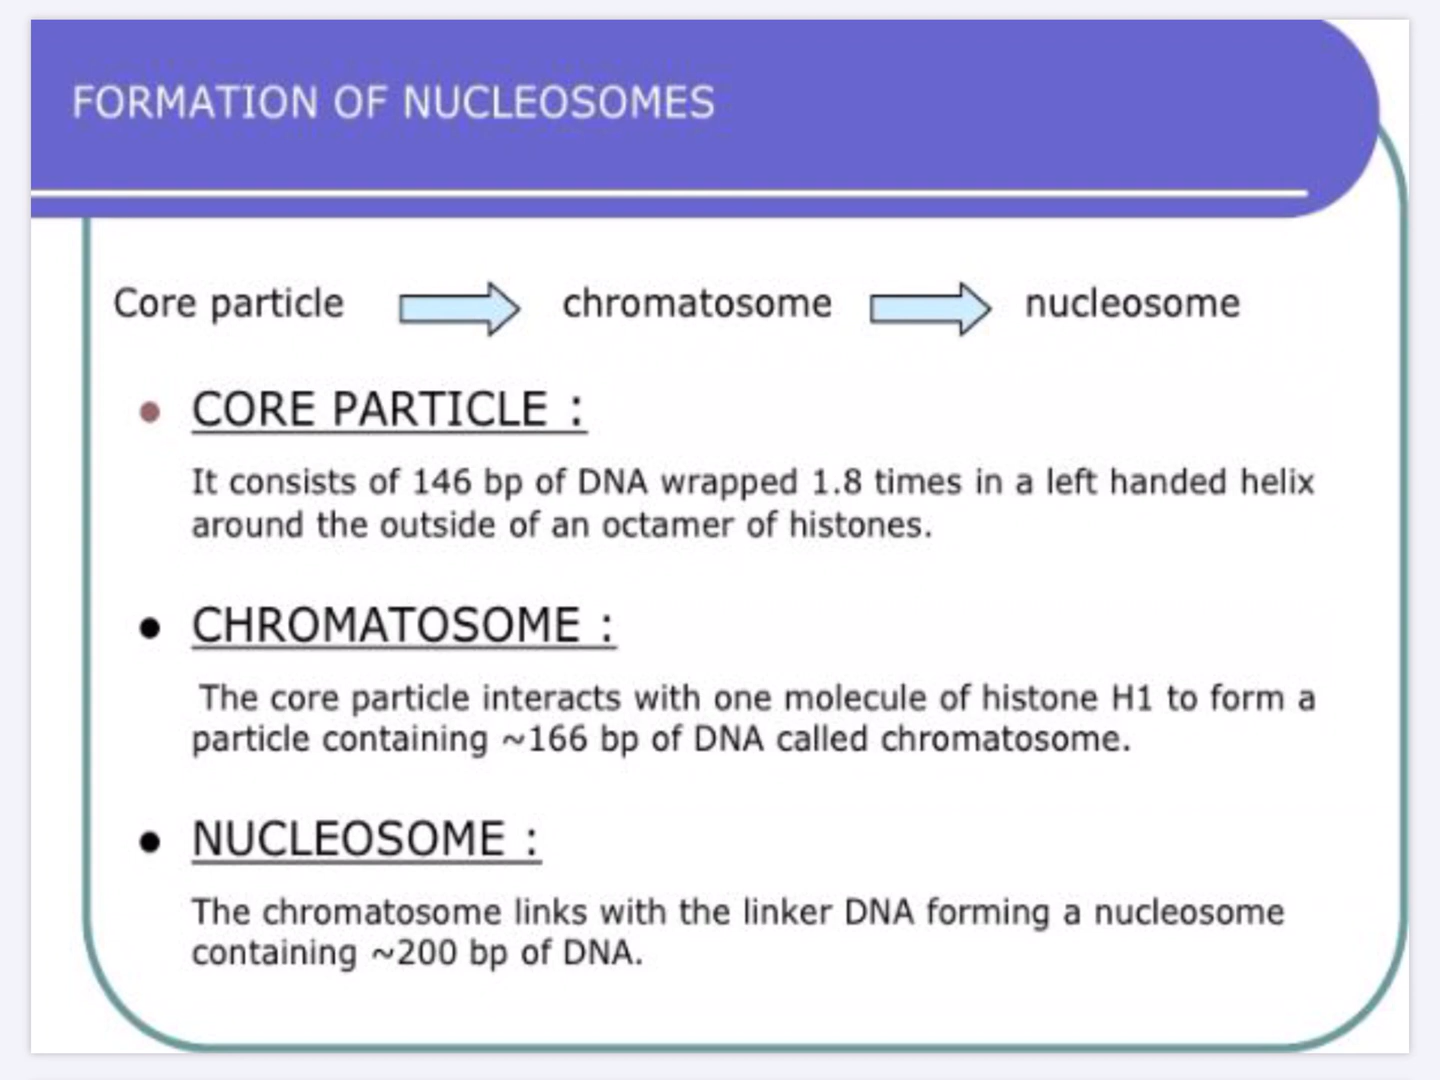 FORMATION OF NUCLEOSOMES
Core particle chromatosome nucleosome
CORE PARTICLE :
It consists of 146 bp of DNA wrapped 1.8 times in a left handed helix
around the outside of an octamer of histones.
CHROMATOSOME :
The core particle interacts with one molecule of histone H1 to form a
particle containing ~166 bp of DNA called chromatosome.
NUCLEOSOME :
The chromatosome links with the linker DNA forming a nucleosome
containing ~200 bp of DNA.